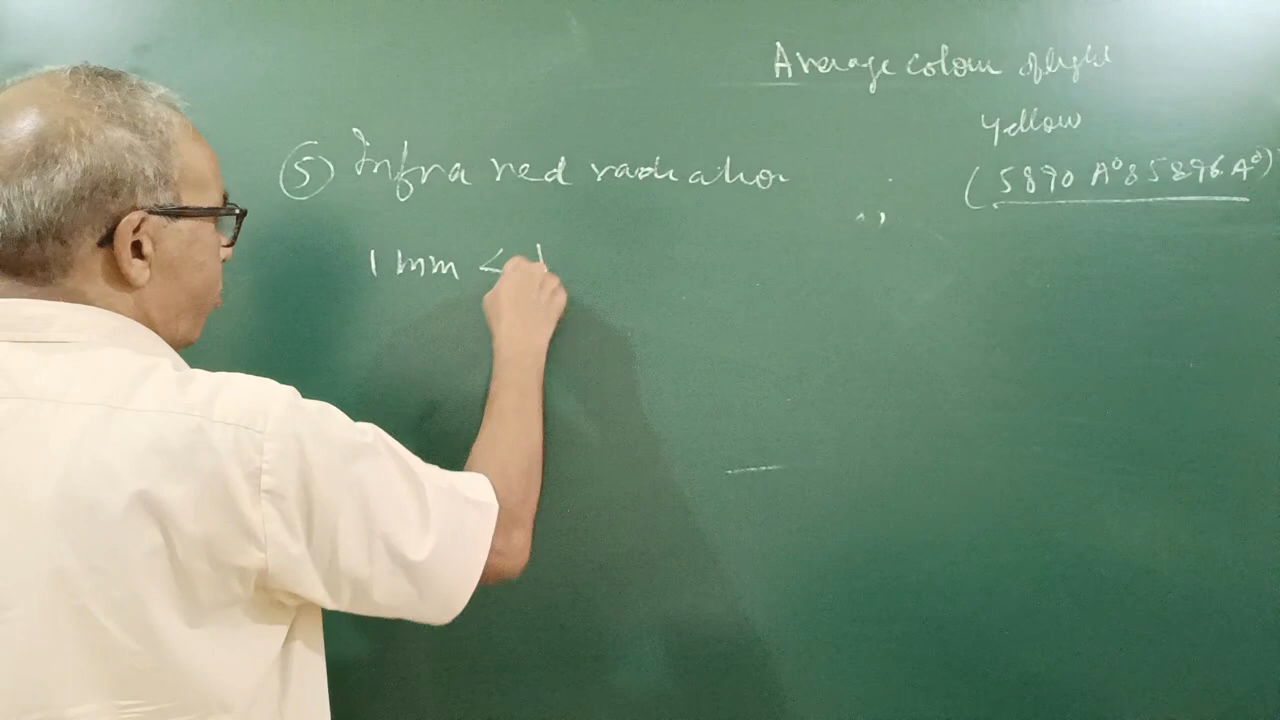 Average colour of light
Yellow
(5890 A° & 5896 A°)
(5) Infra red radiation
1 mm <